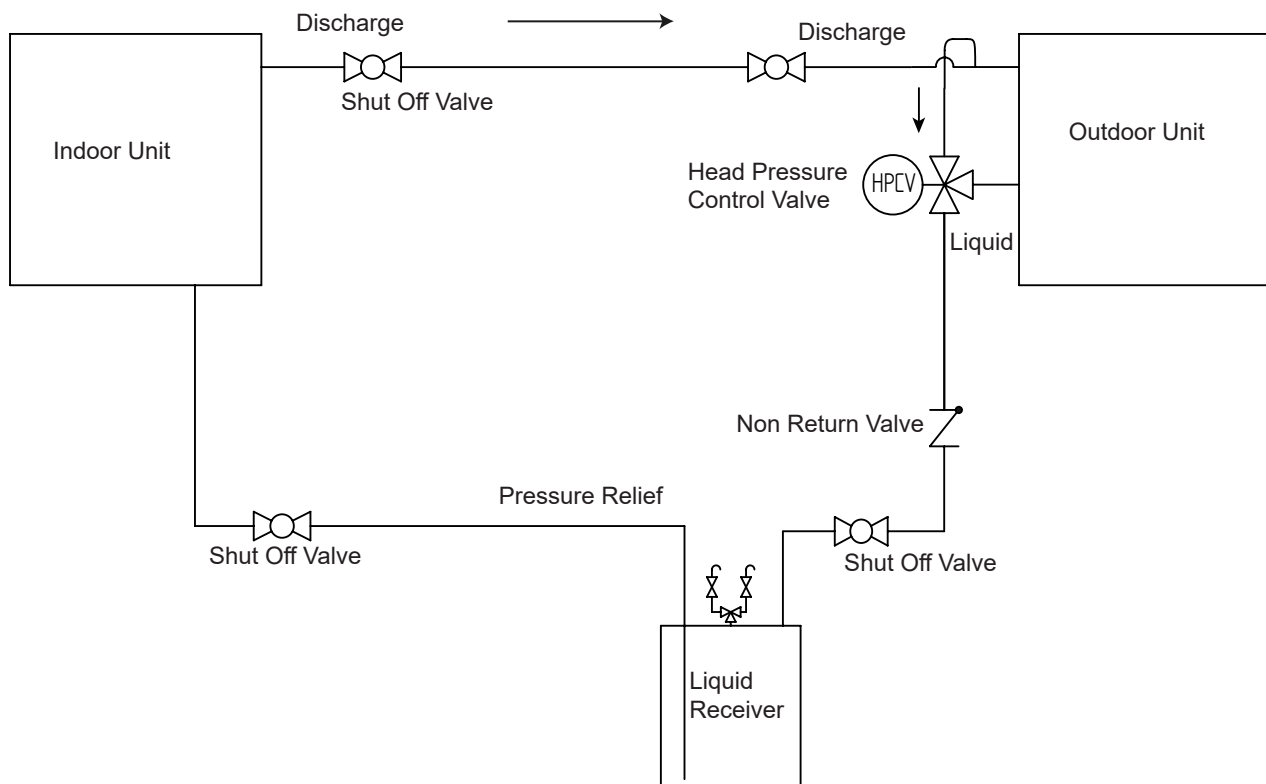 Discharge
Discharge
Shut Off Valve
Indoor Unit
Outdoor Unit
Head Pressure
Control Valve
HPCV
Liquid
Non Return Valve
Pressure Relief
Shut Off Valve
Shut Off Valve
Liquid
Receiver